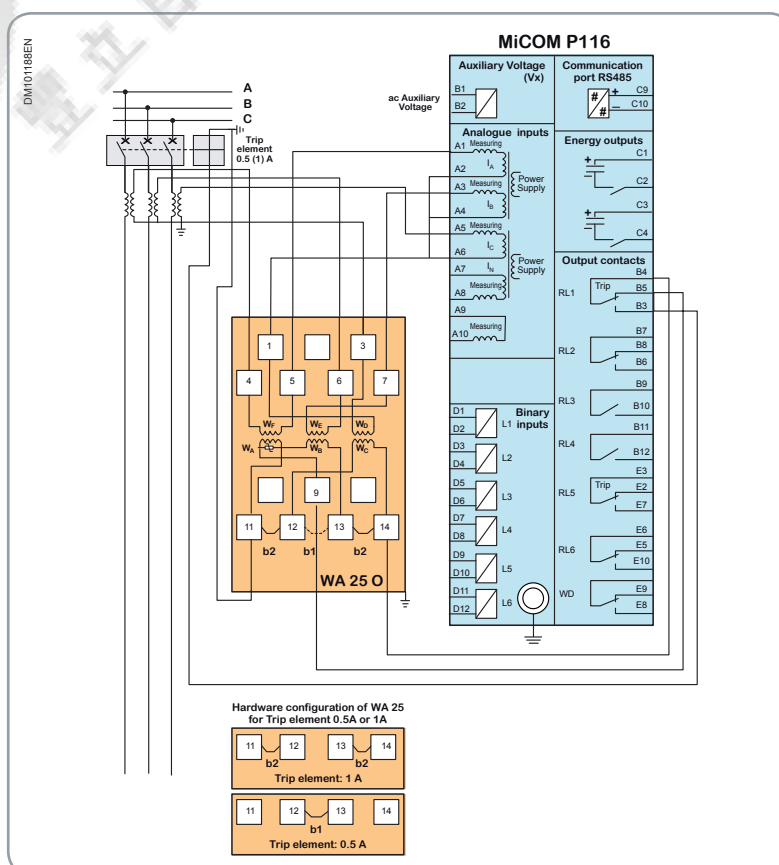 DM101188EN
MiCOM P116
Auxiliary Voltage
(Vx)
Communication
port RS485
ac Auxiliary
Voltage
B1
B2
#
#
+ C9
– C10
A
B
C
Trip
element
0.5 (1) A
Analogue inputs
A1 Measuring
A2
IA
A3 Measuring
IB
A4
Power
Supply
A5 Measuring
IC
A6
A7
IN
A8 Measuring
Power
Supply
A9
A10 Measuring
Energy outputs
C1
+
–
C2
C3
+
–
C4
Output contacts
B4
RL1 Trip B5
B3
B7
RL2 B8
B6
B9
RL3 B10
B11
RL4 B12
E3
RL5 Trip E2
E7
E6
RL6 E5
E10
WD E9
E8
D1
D2
L1
Binary
inputs
D3
D4
L2
D5
D6
L3
D7
D8
L4
D9
D10
L5
D11
D12
L6
1 3
4 5 6 7
WF WE WD
WA WB WC
9
11 12 13 14
b2 b1 b2
WA 25 O
Hardware configuration of WA 25
for Trip element 0.5A or 1A
11 12 13 14
b2 b2
Trip element: 1 A
11 12 13 14
b1
Trip element: 0.5 A